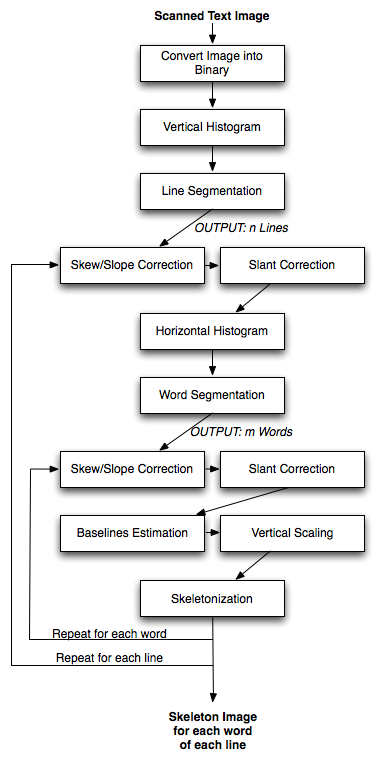 Scanned Text Image
Convert Image into
Binary
Vertical Histogram
Line Segmentation
OUTPUT: n Lines
Skew/Slope Correction
Slant Correction
Horizontal Histogram
Word Segmentation
OUTPUT: m Words
Skew/Slope Correction
Slant Correction
Baselines Estimation
Vertical Scaling
Skeletonization
Repeat for each word
Repeat for each line
Skeleton Image
for each word
of each line